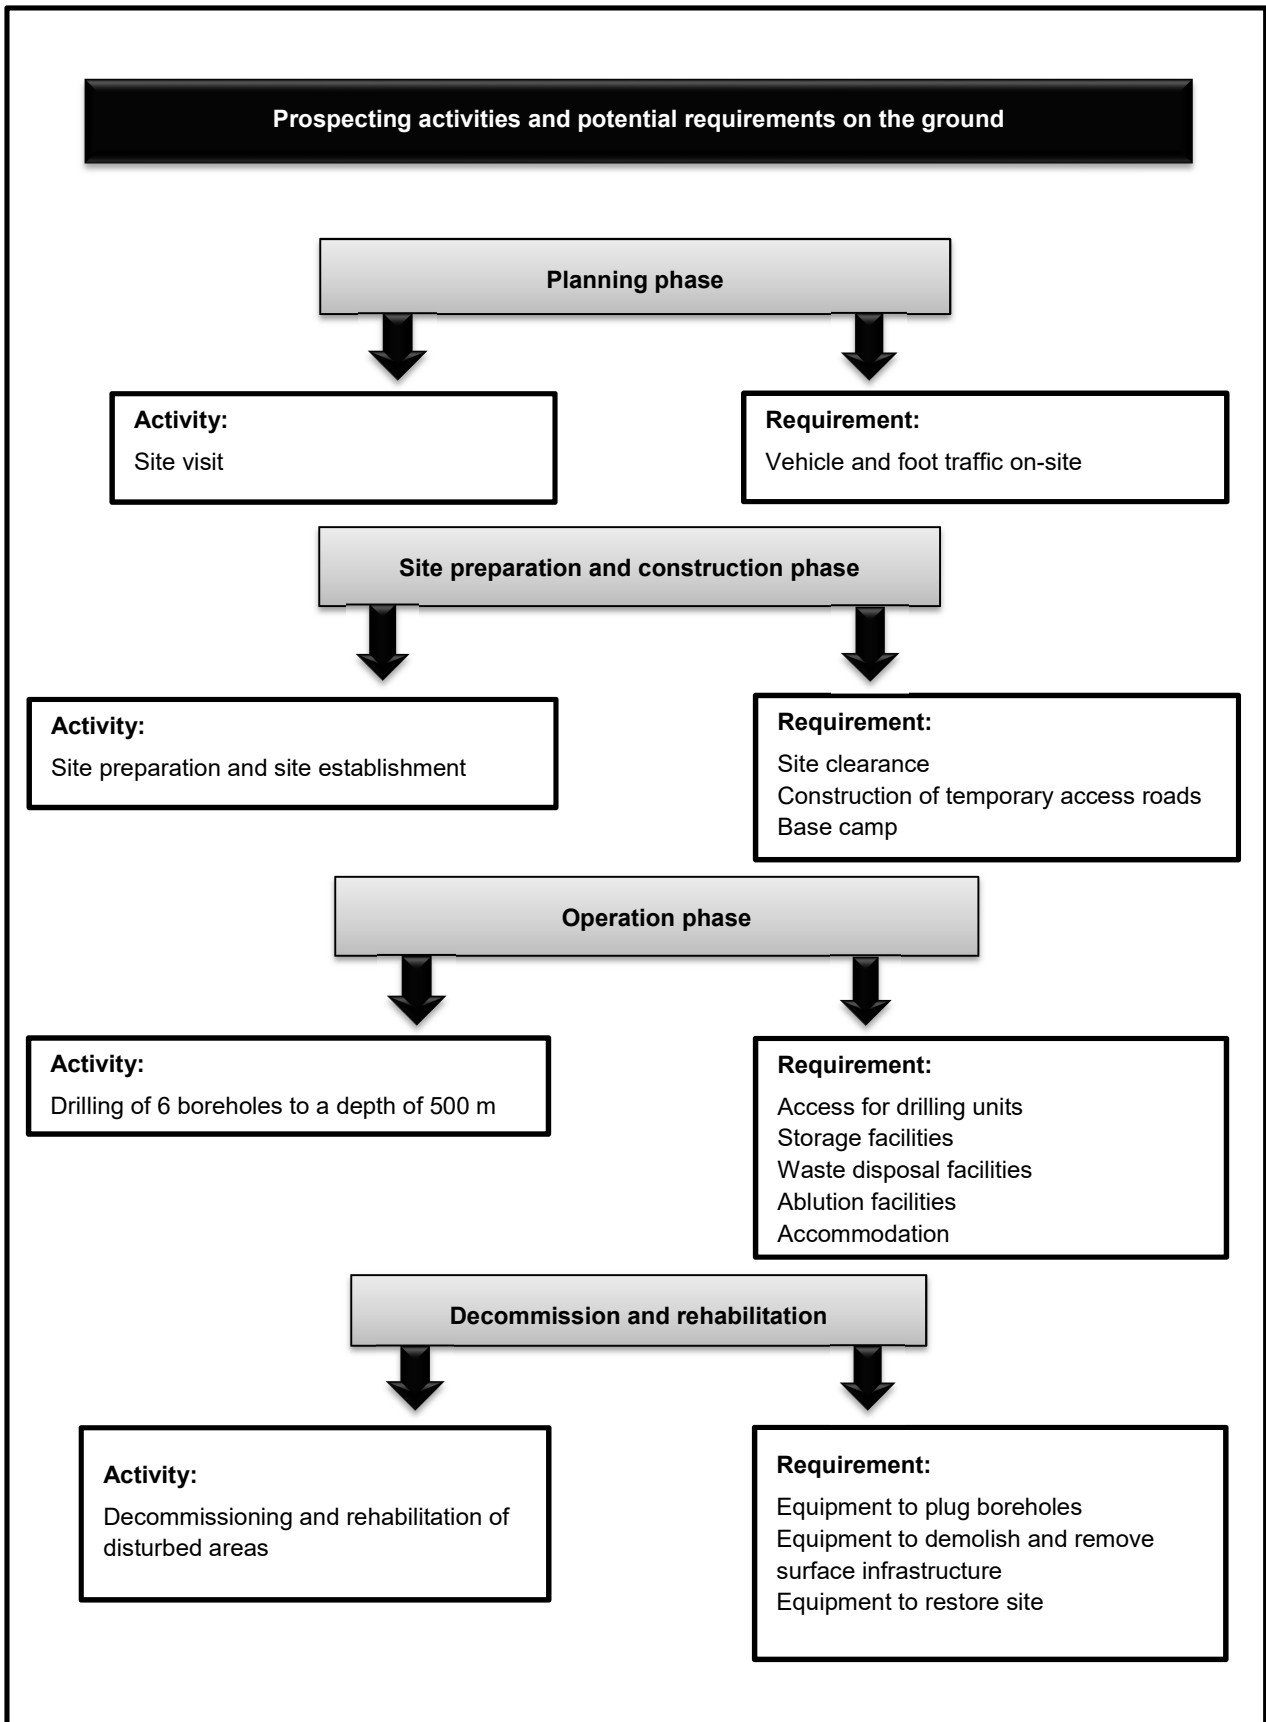 Prospecting activities and potential requirements on the ground
Planning phase
Activity:
Site visit
Requirement:
Vehicle and foot traffic on-site
Site preparation and construction phase
Activity:
Site preparation and site establishment
Requirement:
Site clearance
Construction of temporary access roads
Base camp
Operation phase
Activity:
Drilling of 6 boreholes to a depth of 500 m
Requirement:
Access for drilling units
Storage facilities
Waste disposal facilities
Ablution facilities
Accommodation
Decommission and rehabilitation
Activity:
Decommissioning and rehabilitation of
disturbed areas
Requirement:
Equipment to plug boreholes
Equipment to demolish and remove
surface infrastructure
Equipment to restore site